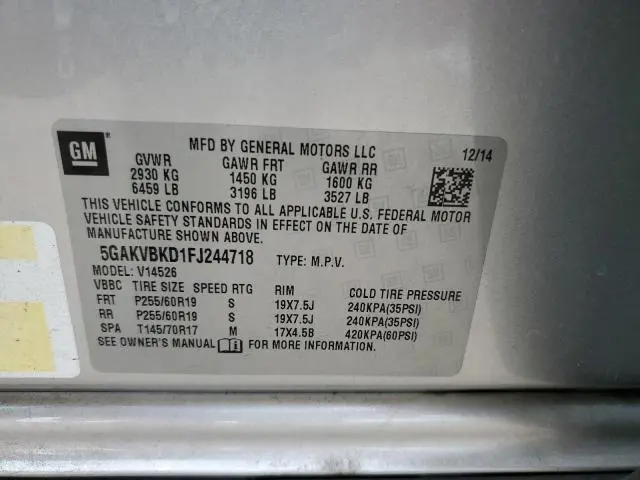 GM
MFD BY GENERAL MOTORS LLC 12/14
GVWR GAWR FRT GAWR RR
2930 KG 1450 KG 1600 KG
6459 LB 3196 LB 3527 LB
THIS VEHICLE CONFORMS TO ALL APPLICABLE U.S. FEDERAL MOTOR
VEHICLE SAFETY STANDARDS IN EFFECT ON THE DATE OF
MANUFACTURE SHOWN ABOVE.
5GAKVBKD1FJ244718 TYPE: M.P.V.
MODEL: V14526
VBBC TIRE SIZE SPEED RTG RIM COLD TIRE PRESSURE
FRT P255/60R19 S 19X7.5J 240KPA(35PSI)
RR P255/60R19 S 19X7.5J 240KPA(35PSI)
SPA T145/70R17 M 17X4.5B 420KPA(60PSI)
SEE OWNER'S MANUAL FOR MORE INFORMATION.